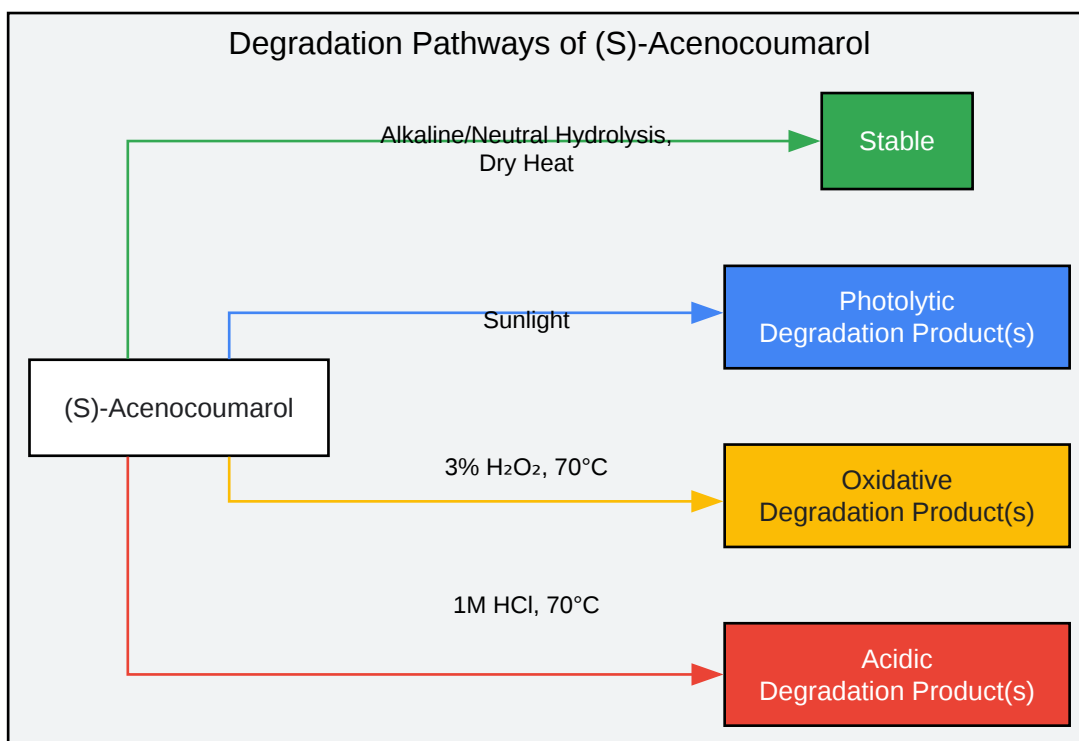 Degradation Pathways of (S)-Acenocoumarol
Alkaline/Neutral Hydrolysis,
Dry Heat
Stable
Sunlight
Photolytic
Degradation Product(s)
(S)-Acenocoumarol
3% H₂O₂, 70°C
Oxidative
Degradation Product(s)
1M HCl, 70°C
Acidic
Degradation Product(s)